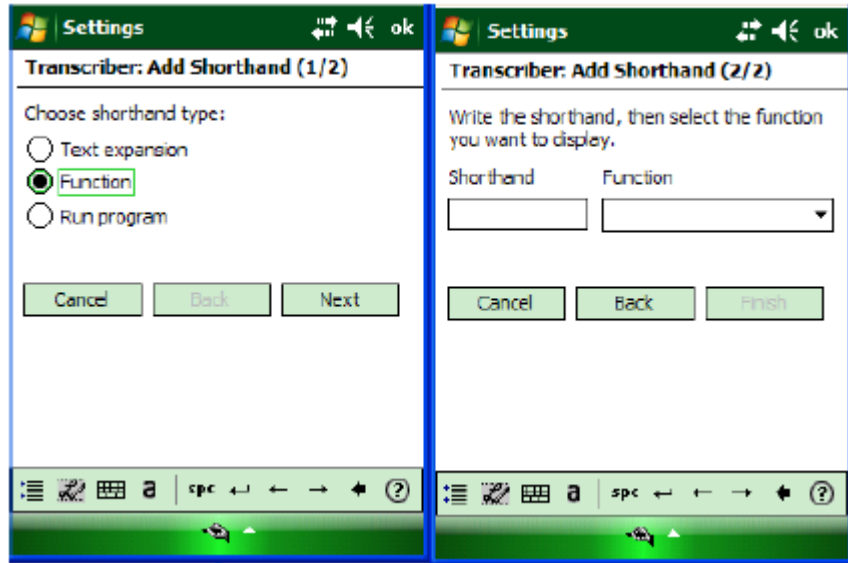 Settings ok
Transcriber: Add Shorthand (1/2)
Choose shorthand type:
Text expansion
Function
Run program
Cancel Back Next
a spc ?
Settings ok
Transcriber: Add Shorthand (2/2)
Write the shorthand, then select the function
you want to display.
Shorthand Function
Cancel Back Finish
a spc ?